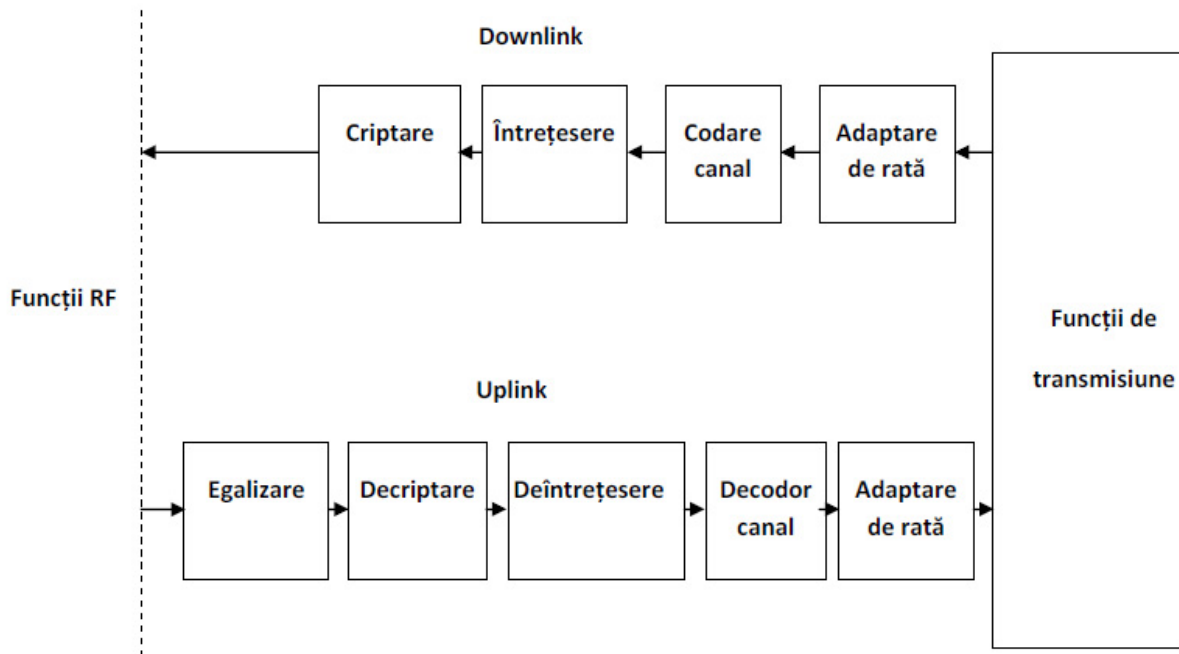 Downlink
Criptare
Întrețesere
Codare
canal
Adaptare
de rată
Funcții RF
Funcții de
transmisiune
Uplink
Egalizare
Decriptare
Deîntrețesere
Decodor
canal
Adaptare
de rată